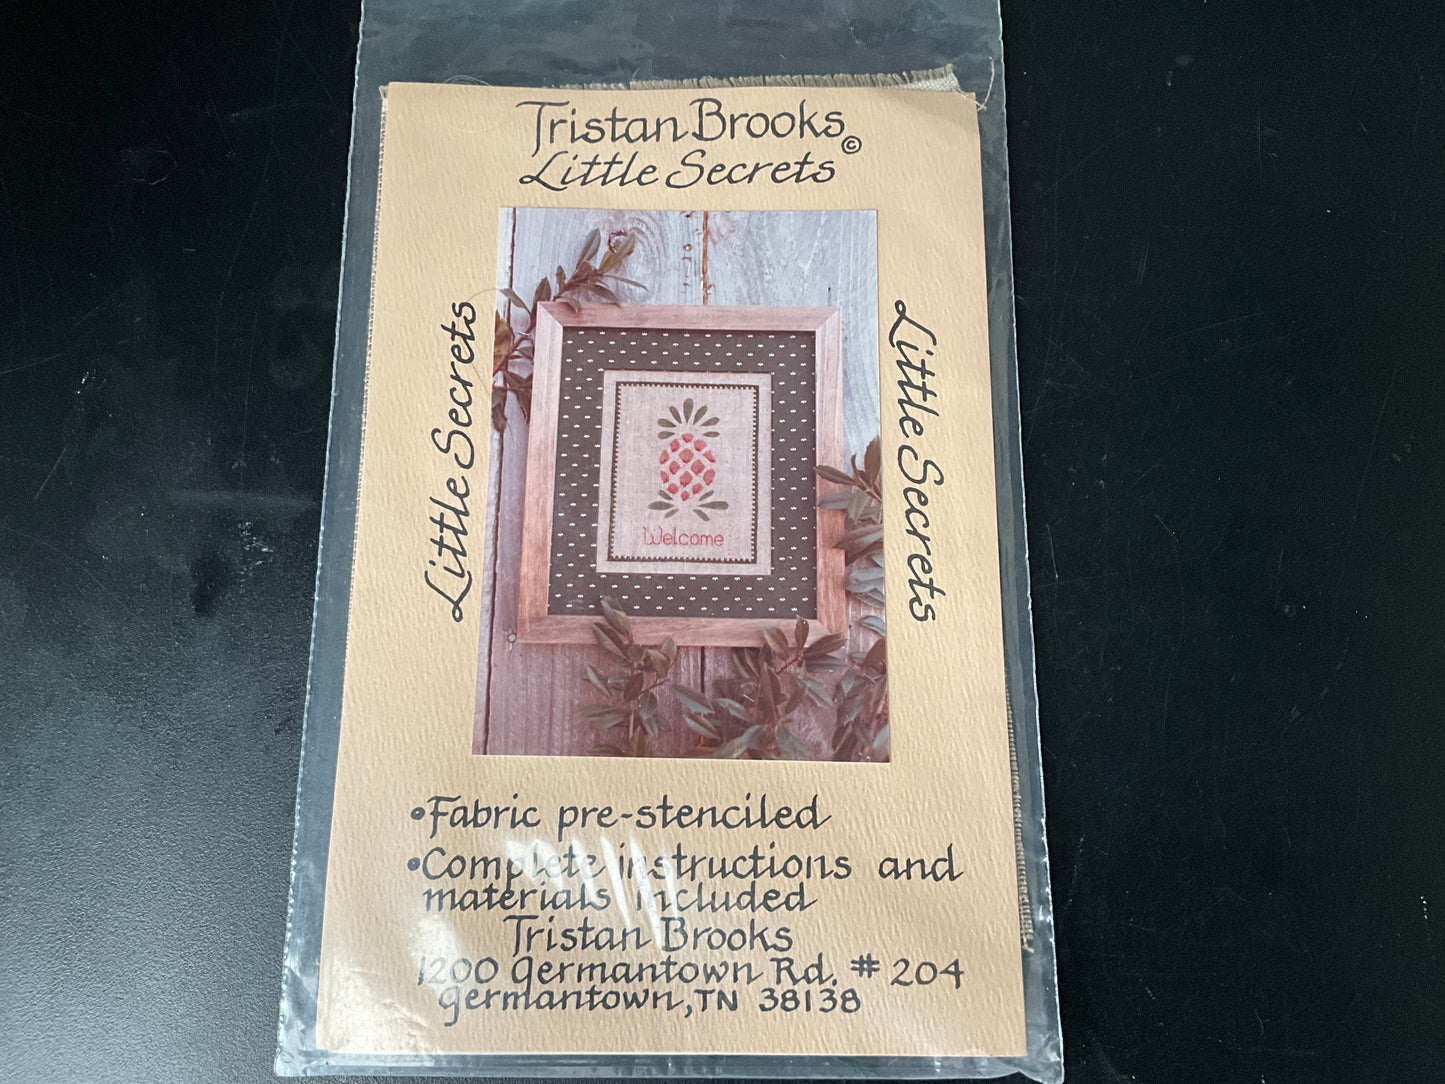 Tristan Brooks ©
Little Secrets
Little Secrets
Little Secrets
Welcome
•Fabric pre-stenciled
•Complete instructions and
materials included
Tristan Brooks
1200 Germantown Rd. # 204
Germantown, TN 38138